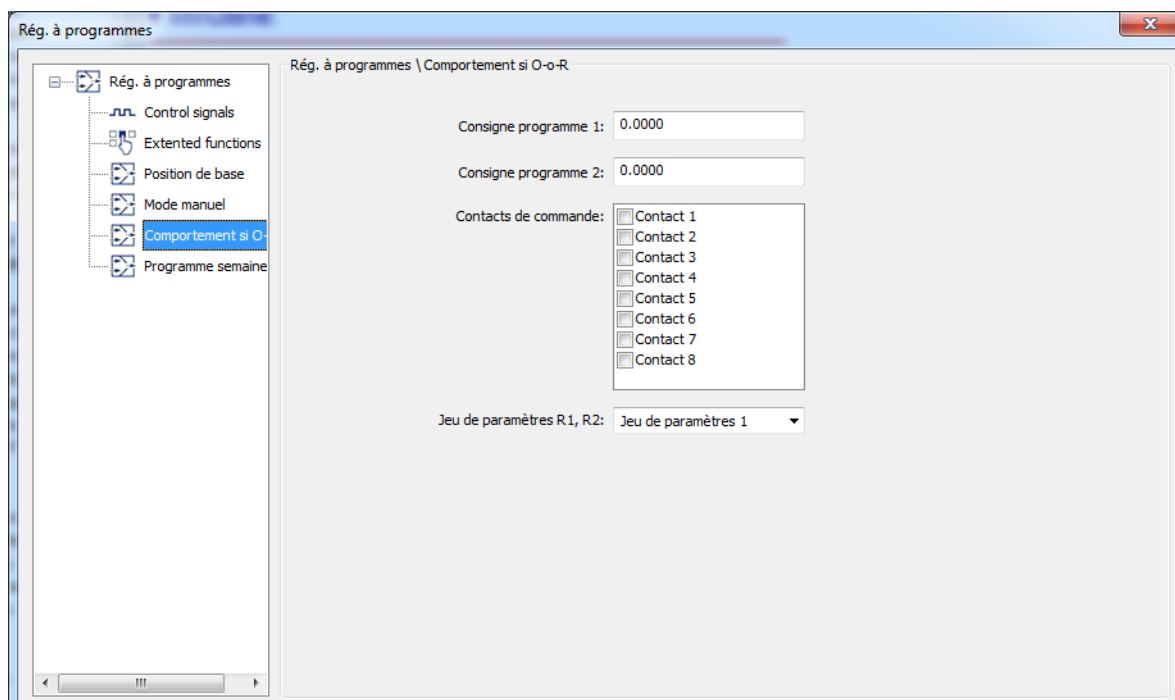 Rég. à programmes
Rég. à programmes
Control signals
Extented functions
Position de base
Mode manuel
Comportement si O-
Programme semaine
Rég. à programmes \ Comportement si O-o-R
Consigne programme 1: 0.0000
Consigne programme 2: 0.0000
Contacts de commande:
Contact 1
Contact 2
Contact 3
Contact 4
Contact 5
Contact 6
Contact 7
Contact 8
Jeu de paramètres R1, R2: Jeu de paramètres 1